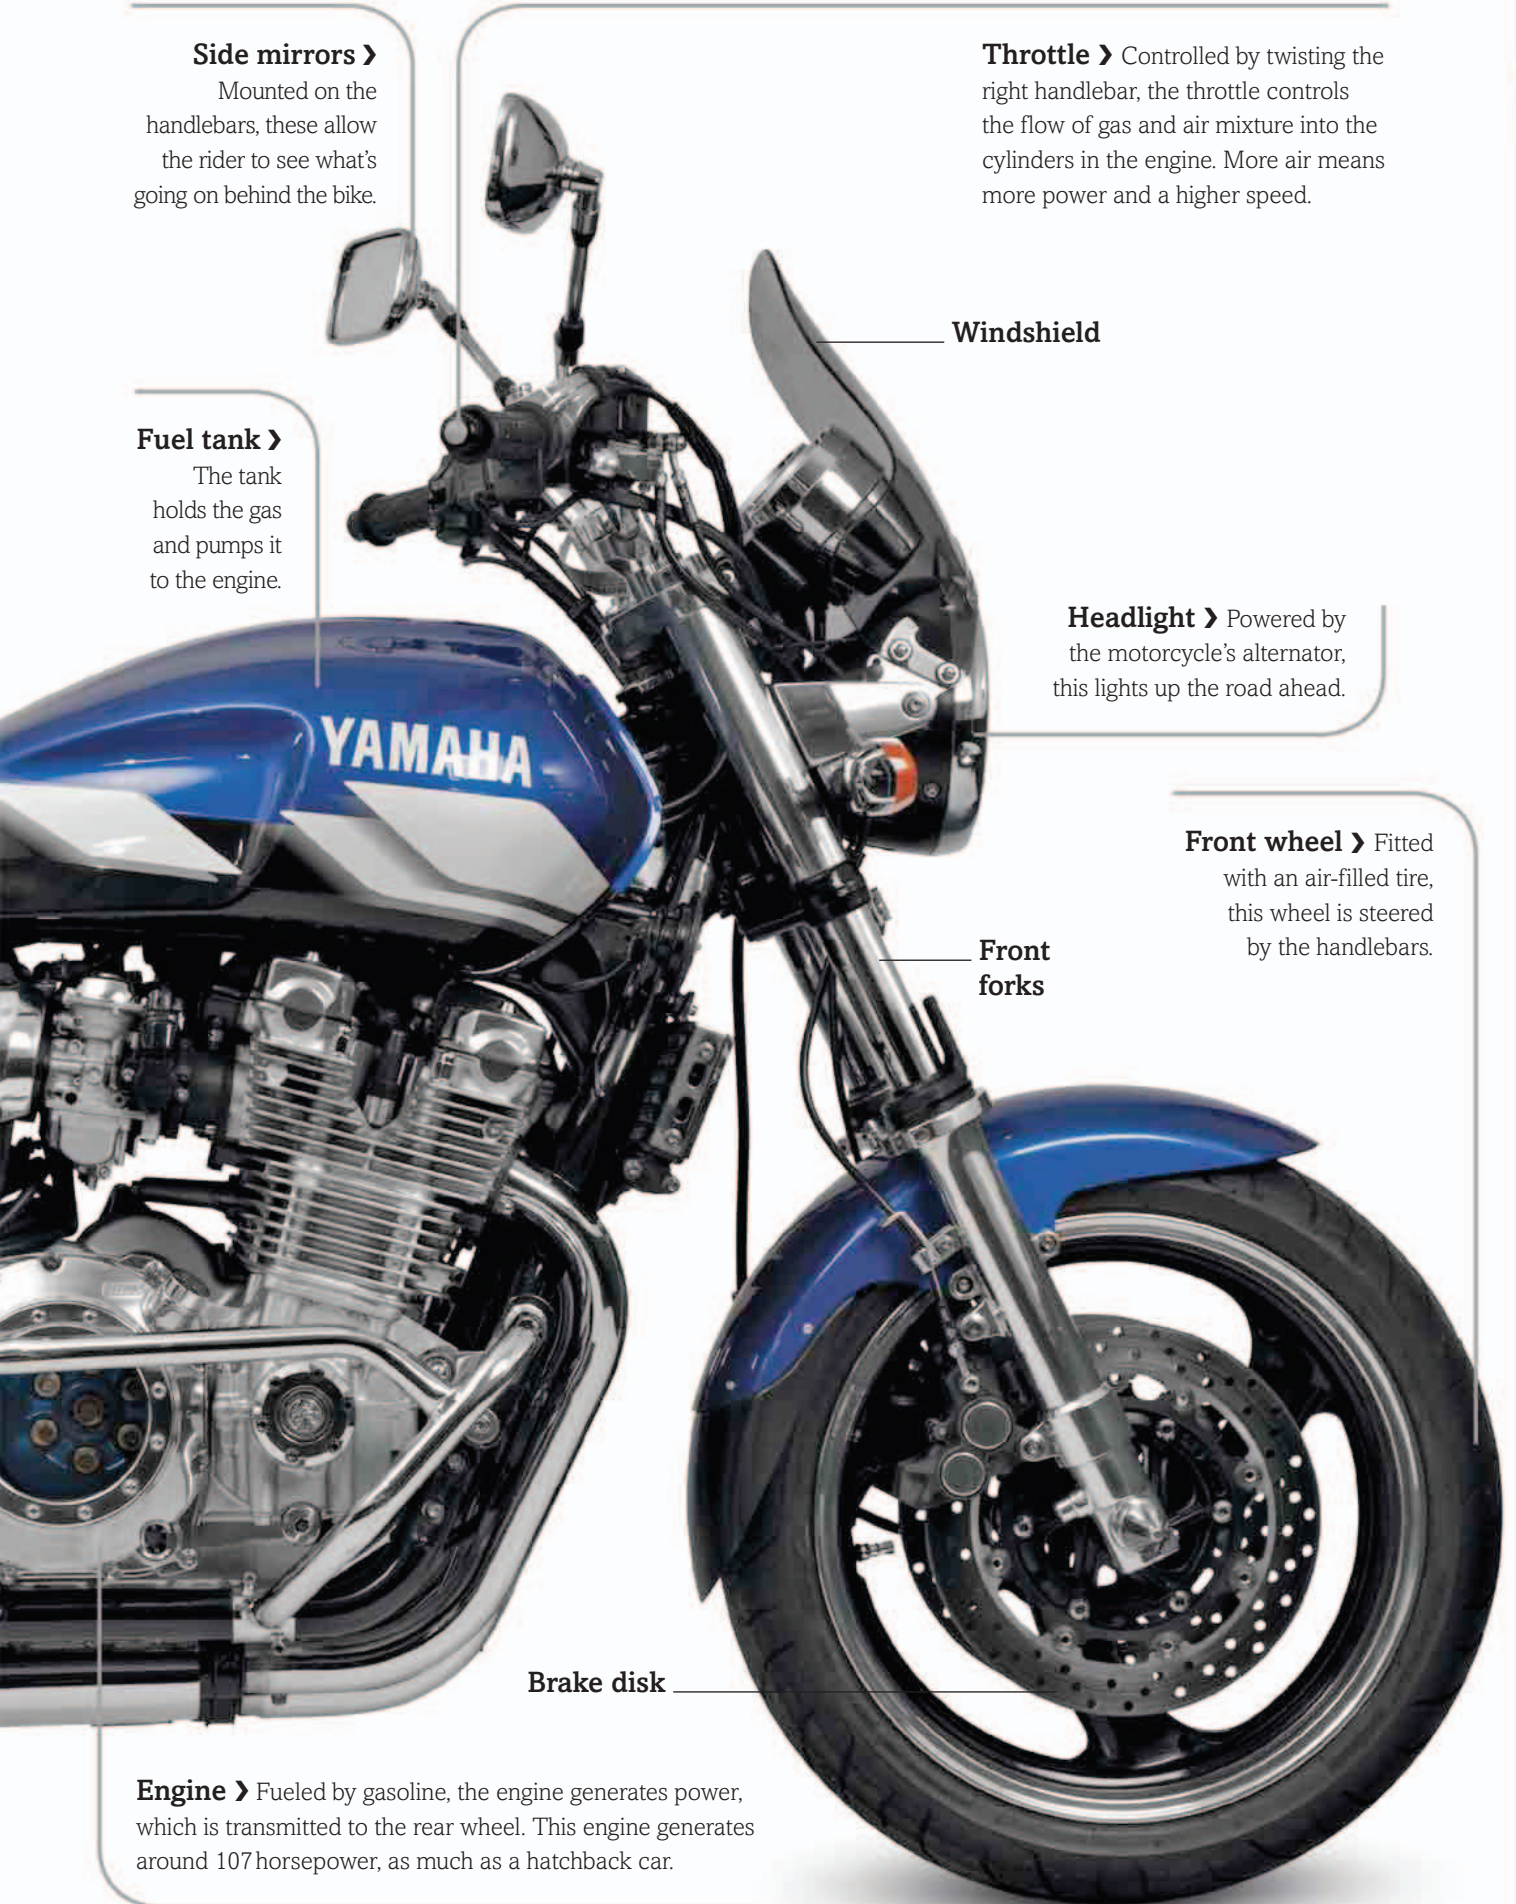 Side mirrors ❯
Mounted on the
handlebars, these allow
the rider to see what’s
going on behind the bike.
Throttle ❯ Controlled by twisting the
right handlebar, the throttle controls
the flow of gas and air mixture into the
cylinders in the engine. More air means
more power and a higher speed.
Windshield
Fuel tank ❯
The tank
holds the gas
and pumps it
to the engine.
Headlight ❯ Powered by
the motorcycle’s alternator,
this lights up the road ahead.
YAMAHA
Front wheel ❯ Fitted
with an air-filled tire,
this wheel is steered
by the handlebars.
Front
forks
Brake disk
Engine ❯ Fueled by gasoline, the engine generates power,
which is transmitted to the rear wheel. This engine generates
around 107 horsepower, as much as a hatchback car.